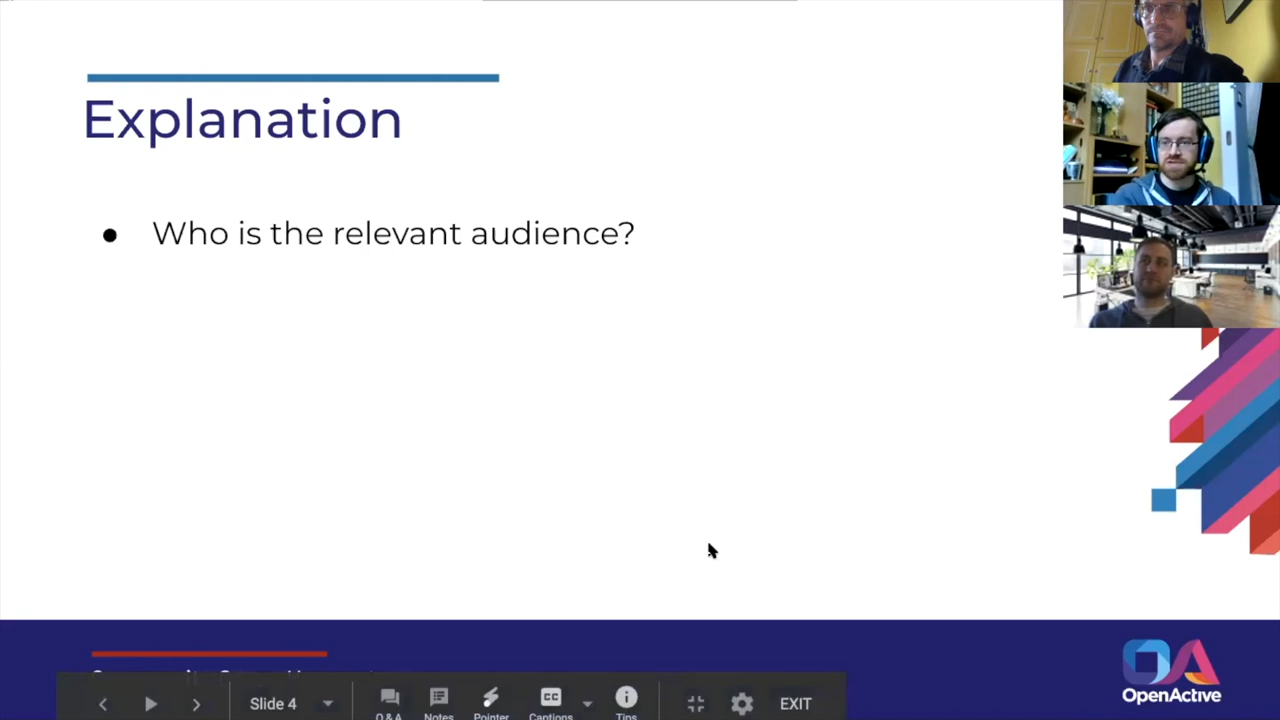 Explanation
● Who is the relevant audience?
OpenActive
Slide 4
Q&A
Notes
Pointer
Captions
Tips
EXIT